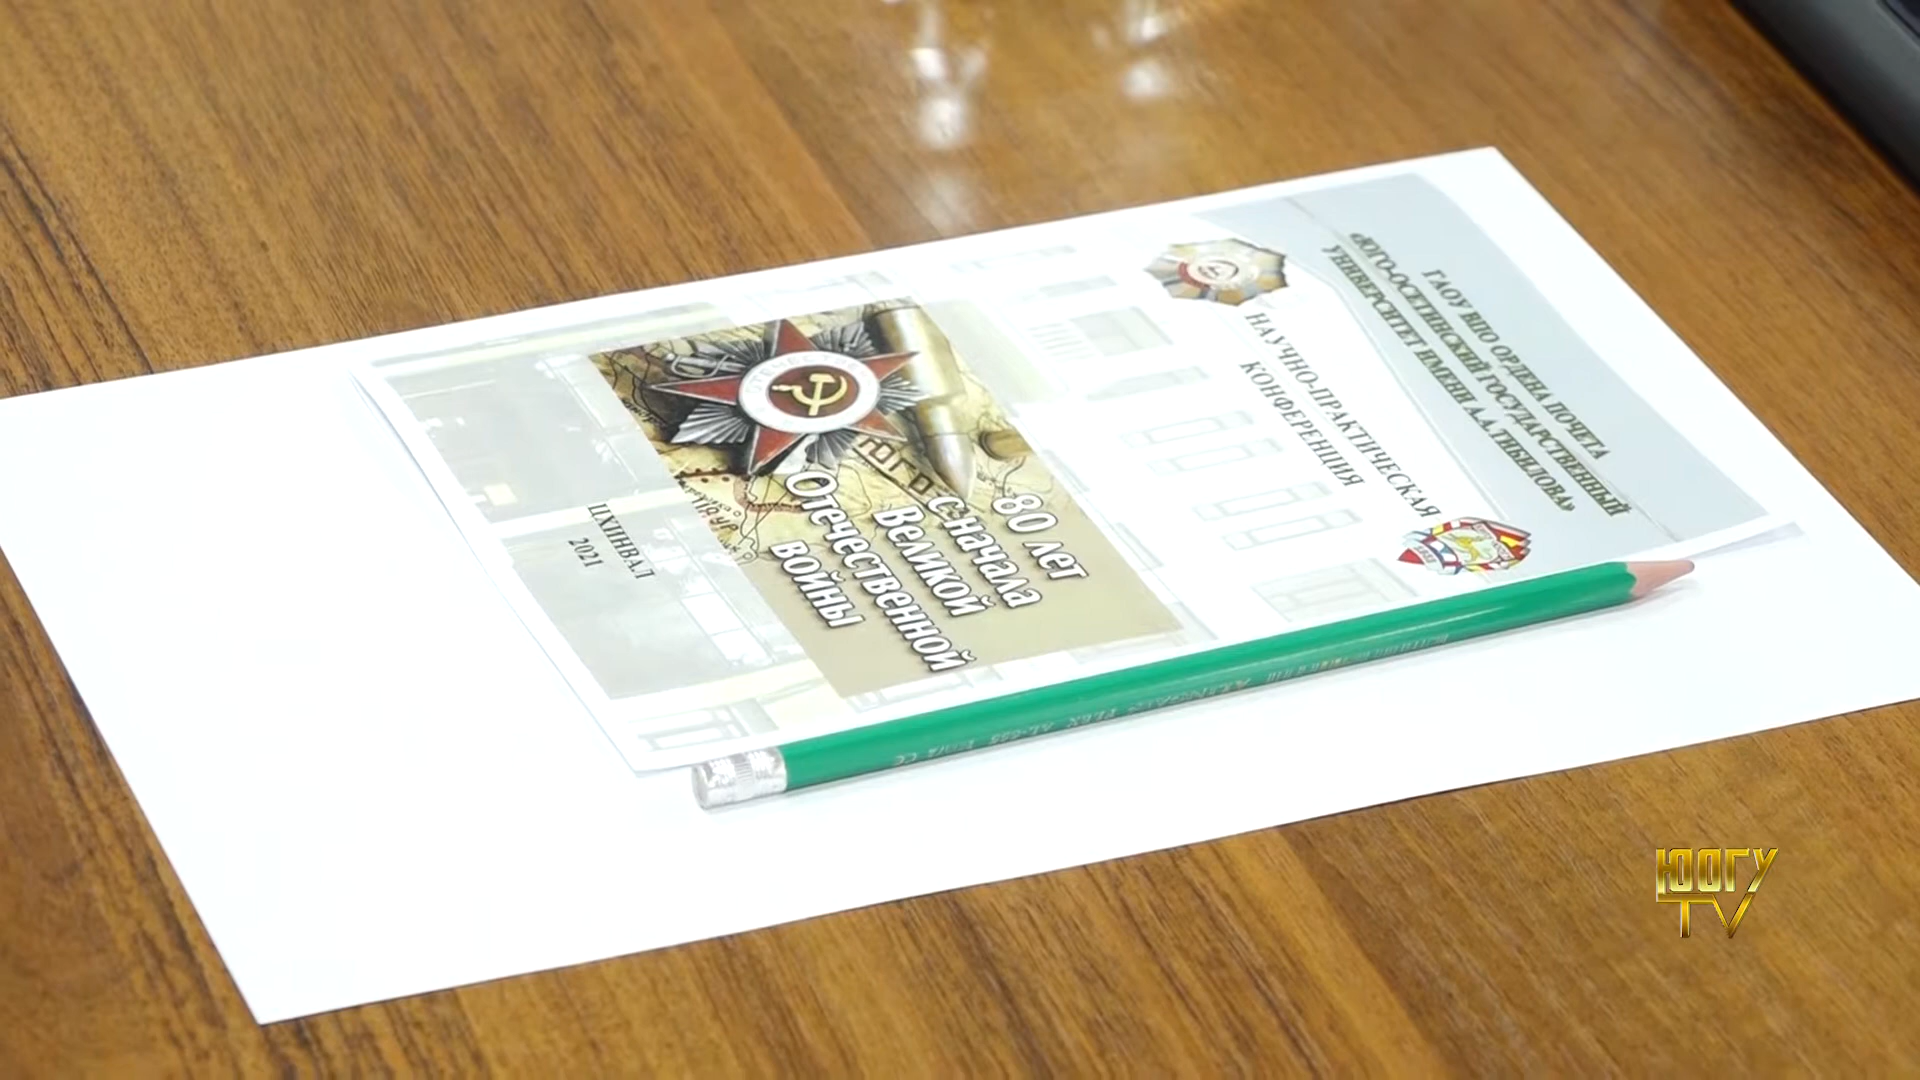 ГАОУ ВПО ОРДЕНА ПОЧЕТА
«ЮГО-ОСЕТИНСКИЙ ГОСУДАРСТВЕННЫЙ
УНИВЕРСИТЕТ ИМЕНИ А.А.ТИБИЛОВА»
НАУЧНО-ПРАКТИЧЕСКАЯ
КОНФЕРЕНЦИЯ
80 лет
с начала
Великой
Отечественной
войны
ЦХИНВАЛ
2021
ЮОГУ
TV